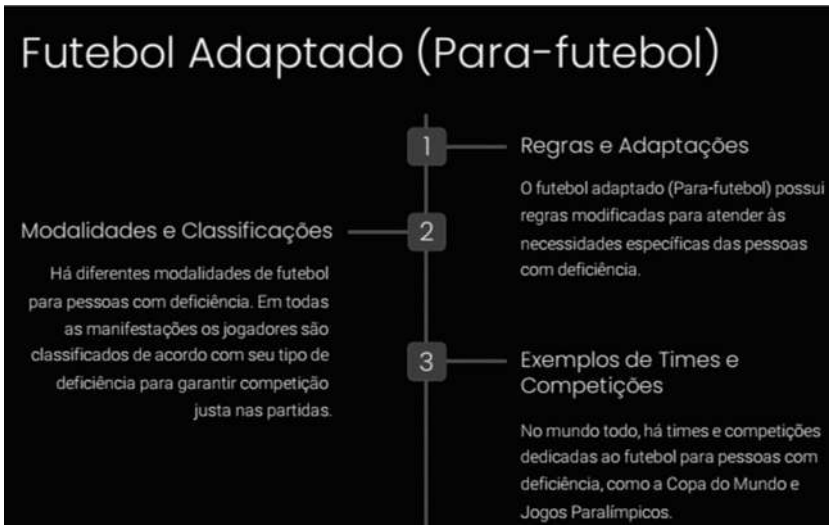 Futebol Adaptado (Para-futebol)
1
Regras e Adaptações
O futebol adaptado (Para-futebol) possui
regras modificadas para atender às
necessidades específicas das pessoas
com deficiência.
2
Modalidades e Classificações
Há diferentes modalidades de futebol
para pessoas com deficiência. Em todas
as manifestações os jogadores são
classificados de acordo com seu tipo de
deficiência para garantir competição
justa nas partidas.
3
Exemplos de Times e
Competições
No mundo todo, há times e competições
dedicadas ao futebol para pessoas com
deficiência, como a Copa do Mundo e
Jogos Paralímpicos.